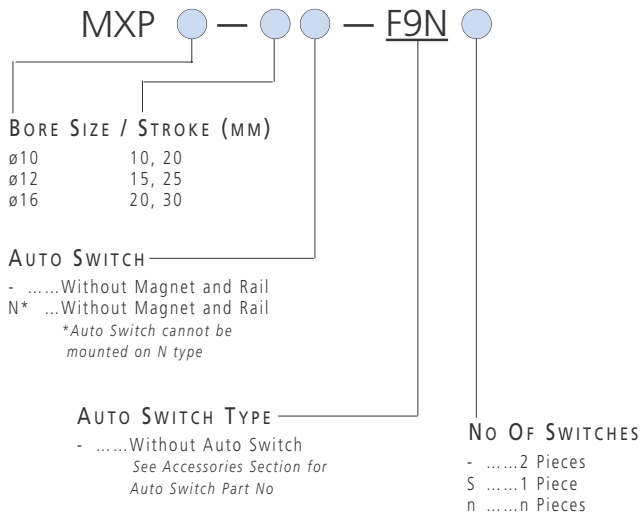 MXP — — F9N
BORE SIZE / STROKE (MM)
ø10 10, 20
ø12 15, 25
ø16 20, 30
AUTO SWITCH
- ......Without Magnet and Rail
N* ...Without Magnet and Rail
*Auto Switch cannot be
mounted on N type
AUTO SWITCH TYPE
- ......Without Auto Switch
See Accessories Section for
Auto Switch Part No
NO OF SWITCHES
- ......2 Pieces
S ......1 Piece
n ......n Pieces